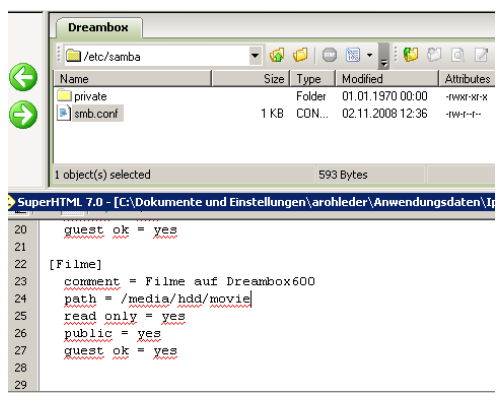 Dreambox
/etc/samba
Name Size Type Modified Attributes
private Folder 01.01.1970 00:00 -rwxr-xr-x
smb.conf 1 KB CON... 02.11.2008 12:36 -rw-r--r--
1 object(s) selected 593 Bytes
SuperHTML 7.0 - [C:\Dokumente und Einstellungen\arohleder\Anwendungsdaten\Ip
20 guest ok = yes
21
22 [Filme]
23 comment = Filme auf Dreambox600
24 path = /media/hdd/movie
25 read only = yes
26 public = yes
27 guest ok = yes
28
29